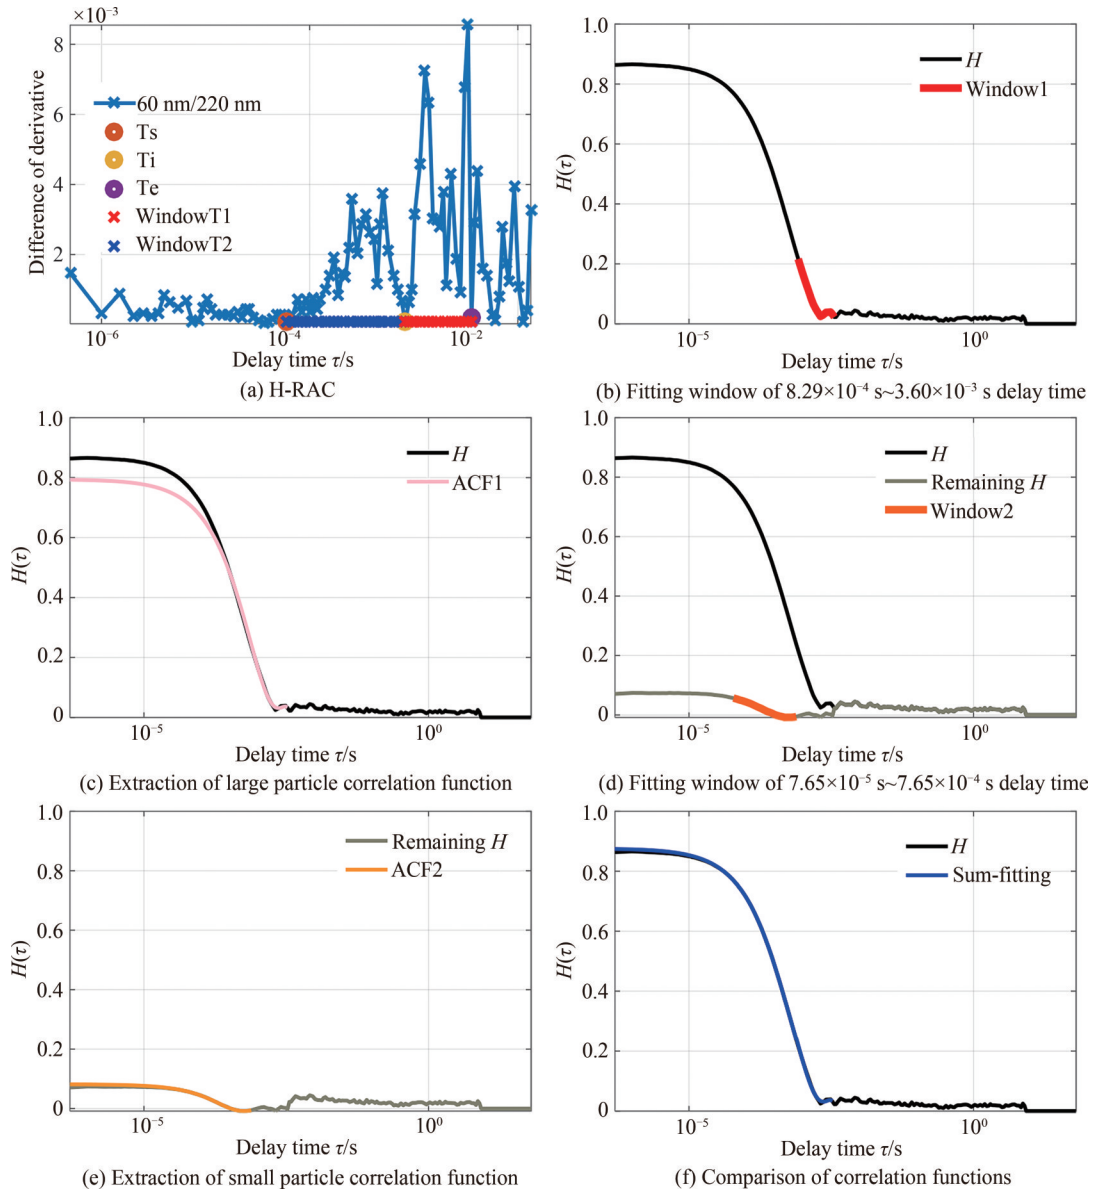 ×10⁻³
8
6
4
2
Difference of derivative
60 nm/220 nm
Ts
Ti
Te
WindowT1
WindowT2
10⁻⁶
10⁻⁴
10⁻²
Delay time τ/s
(a) H-RAC
1.0
0.8
0.6
0.4
0.2
0
H(τ)
H
Window1
10⁻⁵
10⁰
Delay time τ/s
(b) Fitting window of 8.29×10⁻⁴ s~3.60×10⁻³ s delay time
1.0
0.8
0.6
0.4
0.2
0
H(τ)
H
ACF1
10⁻⁵
10⁰
Delay time τ/s
(c) Extraction of large particle correlation function
1.0
0.8
0.6
0.4
0.2
0
H(τ)
H
Remaining H
Window2
10⁻⁵
10⁰
Delay time τ/s
(d) Fitting window of 7.65×10⁻⁵ s~7.65×10⁻⁴ s delay time
1.0
0.8
0.6
0.4
0.2
0
H(τ)
Remaining H
ACF2
10⁻⁵
10⁰
Delay time τ/s
(e) Extraction of small particle correlation function
1.0
0.8
0.6
0.4
0.2
0
H(τ)
H
Sum-fitting
10⁻⁵
10⁰
Delay time τ/s
(f) Comparison of correlation functions